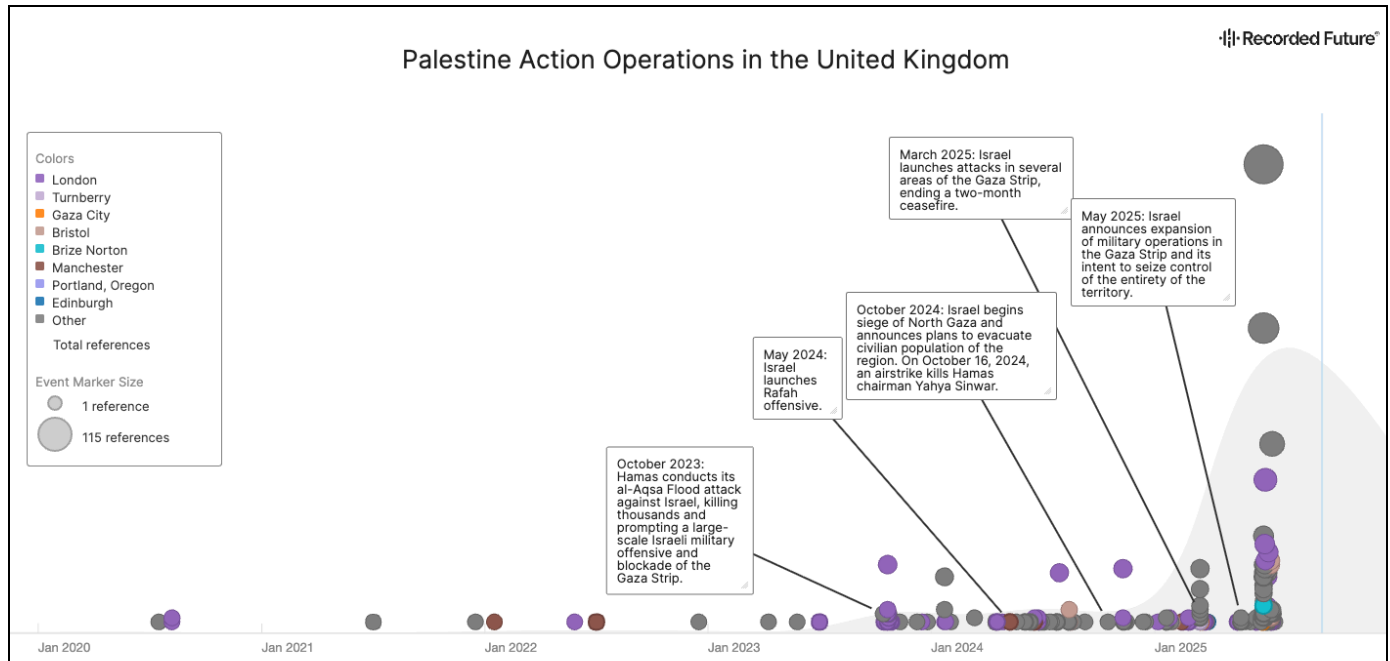 Recorded Future®
Palestine Action Operations in the United Kingdom
Colors
London
Turnberry
Gaza City
Bristol
Brize Norton
Manchester
Portland, Oregon
Edinburgh
Other
Total references
Event Marker Size
1 reference
115 references
October 2023:
Hamas conducts its
al-Aqsa Flood attack
against Israel, killing
thousands and
prompting a large-
scale Israeli military
offensive and
blockade of the
Gaza Strip.
May 2024:
Israel
launches
Rafah
offensive.
October 2024: Israel begins
siege of North Gaza and
announces plans to evacuate
civilian population of the
region. On October 16, 2024,
an airstrike kills Hamas
chairman Yahya Sinwar.
March 2025: Israel
launches attacks in several
areas of the Gaza Strip,
ending a two-month
ceasefire.
May 2025: Israel
announces expansion
of military operations in
the Gaza Strip and its
intent to seize control
of the entirety of the
territory.
Jan 2020
Jan 2021
Jan 2022
Jan 2023
Jan 2024
Jan 2025